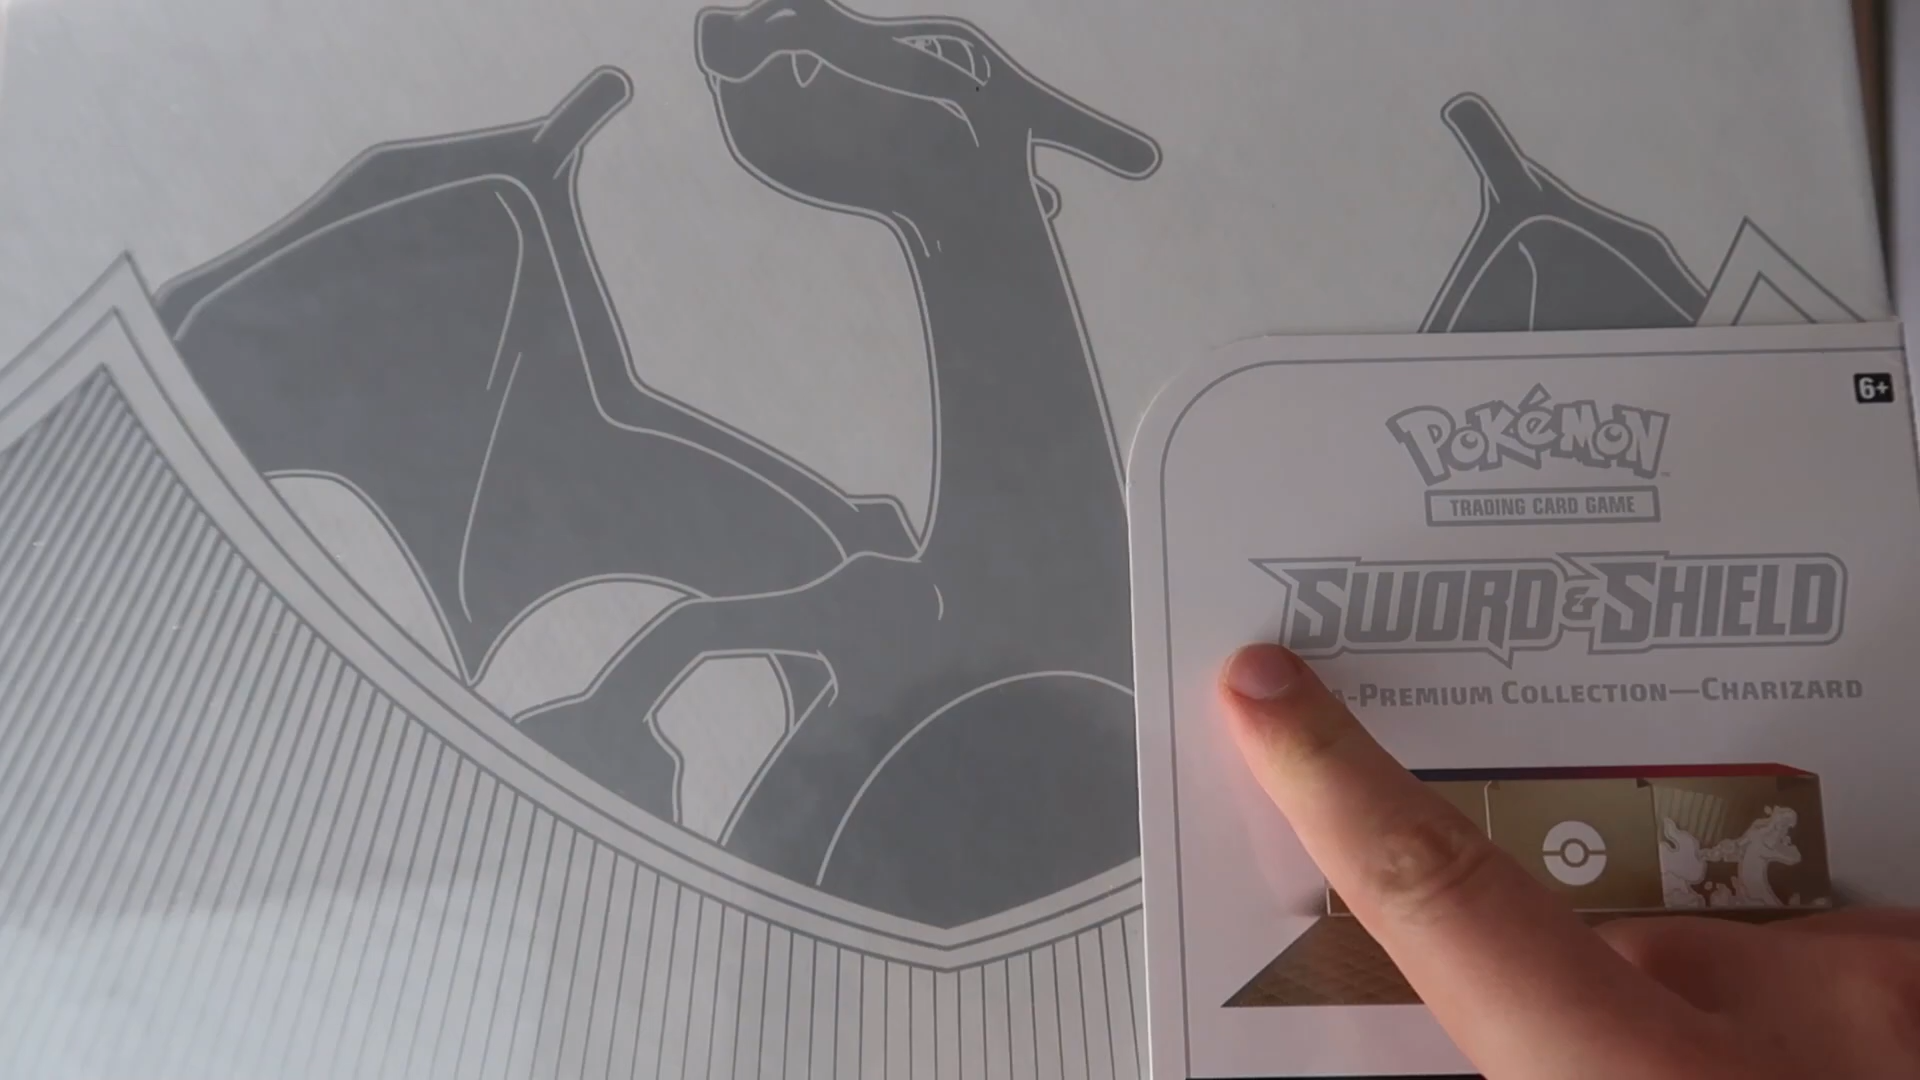 6+
POKéMON
TRADING CARD GAME
SWORD & SHIELD
-PREMIUM COLLECTION—CHARIZARD